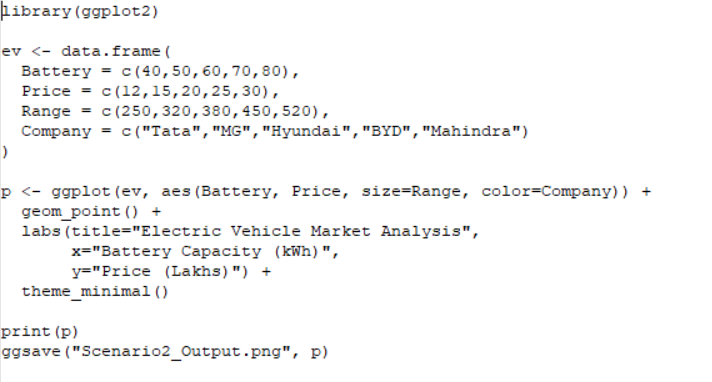 library(ggplot2)

ev <- data.frame(
  Battery = c(40,50,60,70,80),
  Price = c(12,15,20,25,30),
  Range = c(250,320,380,450,520),
  Company = c("Tata","MG","Hyundai","BYD","Mahindra")
)

p <- ggplot(ev, aes(Battery, Price, size=Range, color=Company)) +
  geom_point() +
  labs(title="Electric Vehicle Market Analysis",
       x="Battery Capacity (kWh)",
       y="Price (Lakhs)") +
  theme_minimal()

print(p)
ggsave("Scenario2_Output.png", p)